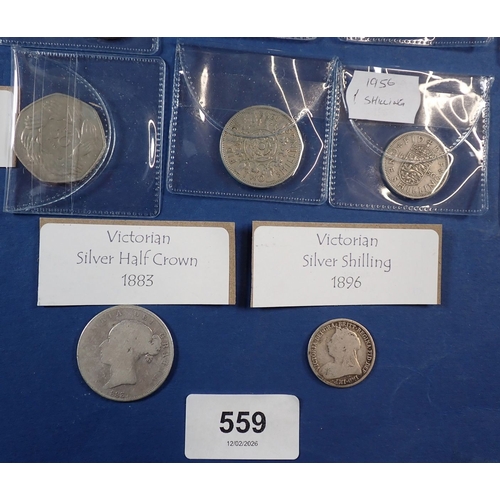 1956
1 SHILLING
Victorian
Silver Half Crown
1883
Victorian
Silver Shilling
1896
559
12/02/2026